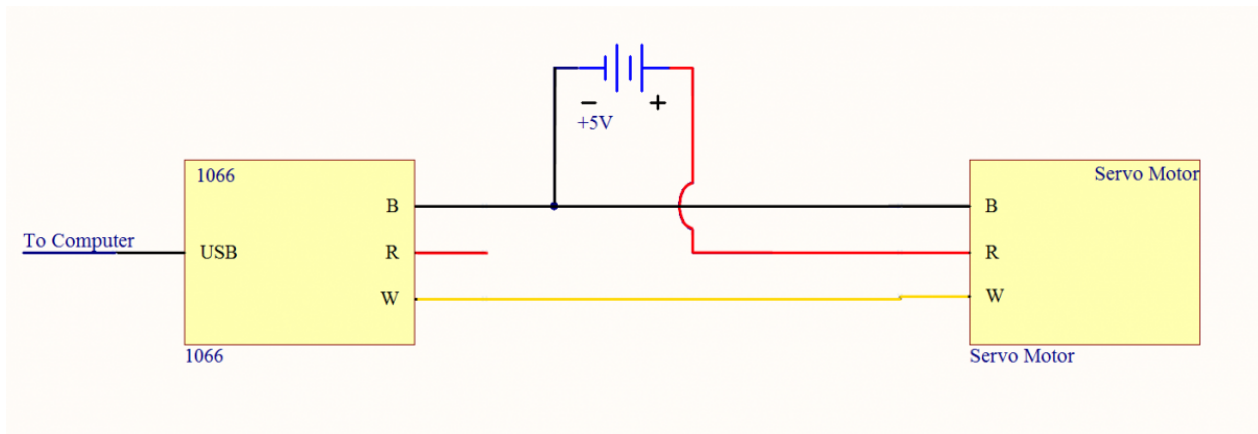 − +
+5V
1066
Servo Motor
B
B
To Computer
USB
R
R
W
W
1066
Servo Motor